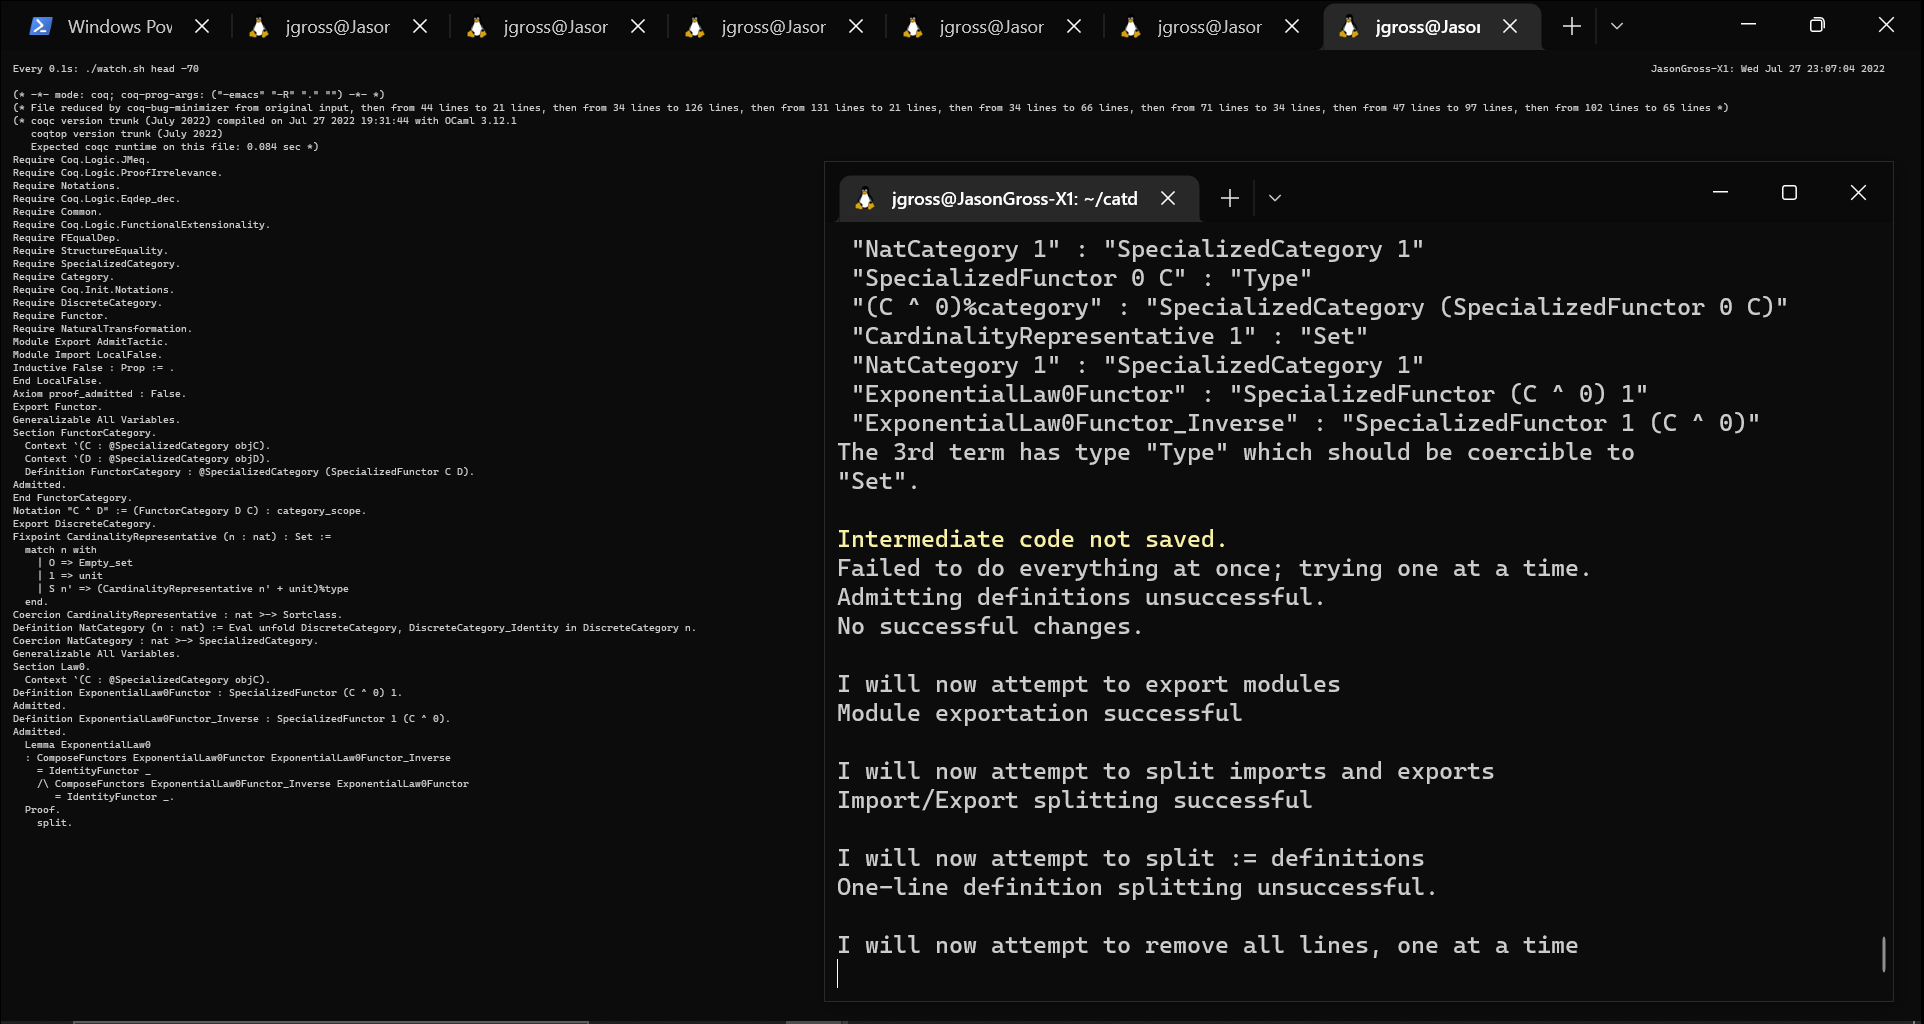 Windows Pov
jgross@Jasor
jgross@Jasor
jgross@Jasor
jgross@Jasor
jgross@Jasor
jgross@Jasor
Every 0.1s: ./watch.sh head -70
JasonGross-X1: Wed Jul 27 23:07:04 2022
(* -*- mode: coq; coq-prog-args: ("-emacs" "-R" "." "") -*- *)
(* File reduced by coq-bug-minimizer from original input, then from 44 lines to 21 lines, then from 34 lines to 126 lines, then from 131 lines to 21 lines, then from 34 lines to 66 lines, then from 71 lines to 34 lines, then from 47 lines to 97 lines, then from 102 lines to 65 lines *)
(* coqc version trunk (July 2022) compiled on Jul 27 2022 19:31:44 with OCaml 3.12.1
coqtop version trunk (July 2022)
Expected coqc runtime on this file: 0.084 sec *)
Require Coq.Logic.JMeq.
Require Coq.Logic.ProofIrrelevance.
Require Notations.
Require Coq.Logic.Eqdep_dec.
Require Common.
Require Coq.Logic.FunctionalExtensionality.
Require FEqualDep.
Require StructureEquality.
Require SpecializedCategory.
Require Category.
Require Coq.Init.Notations.
Require DiscreteCategory.
Require Functor.
Require NaturalTransformation.
Module Export AdmitTactic.
Module Import LocalFalse.
Inductive False : Prop := .
End LocalFalse.
Axiom proof_admitted : False.
Export Functor.
Generalizable All Variables.
Section FunctorCategory.
Context `(C : @SpecializedCategory objC).
Context `(D : @SpecializedCategory objD).
Definition FunctorCategory : @SpecializedCategory (SpecializedFunctor C D).
Admitted.
End FunctorCategory.
Notation "C ^ D" := (FunctorCategory D C) : category_scope.
Export DiscreteCategory.
Fixpoint CardinalityRepresentative (n : nat) : Set :=
match n with
| O => Empty_set
| 1 => unit
| S n' => (CardinalityRepresentative n' + unit)%type
end.
Coercion CardinalityRepresentative : nat >-> Sortclass.
Definition NatCategory (n : nat) := Eval unfold DiscreteCategory, DiscreteCategory_Identity in DiscreteCategory n.
Coercion NatCategory : nat >-> SpecializedCategory.
Generalizable All Variables.
Section Law0.
Context `(C : @SpecializedCategory objC).
Definition ExponentialLaw0Functor : SpecializedFunctor (C ^ 0) 1.
Admitted.
Definition ExponentialLaw0Functor_Inverse : SpecializedFunctor 1 (C ^ 0).
Admitted.
Lemma ExponentialLaw0
: ComposeFunctors ExponentialLaw0Functor ExponentialLaw0Functor_Inverse
= IdentityFunctor _
/\ ComposeFunctors ExponentialLaw0Functor_Inverse ExponentialLaw0Functor
= IdentityFunctor _.
Proof.
split.
jgross@JasonGross-X1: ~/catd
"NatCategory 1" : "SpecializedCategory 1"
"SpecializedFunctor 0 C" : "Type"
"(C ^ 0)%category" : "SpecializedCategory (SpecializedFunctor 0 C)"
"CardinalityRepresentative 1" : "Set"
"NatCategory 1" : "SpecializedCategory 1"
"ExponentialLaw0Functor" : "SpecializedFunctor (C ^ 0) 1"
"ExponentialLaw0Functor_Inverse" : "SpecializedFunctor 1 (C ^ 0)"
The 3rd term has type "Type" which should be coercible to
"Set".
Intermediate code not saved.
Failed to do everything at once; trying one at a time.
Admitting definitions unsuccessful.
No successful changes.
I will now attempt to export modules
Module exportation successful
I will now attempt to split imports and exports
Import/Export splitting successful
I will now attempt to split := definitions
One-line definition splitting unsuccessful.
I will now attempt to remove all lines, one at a time